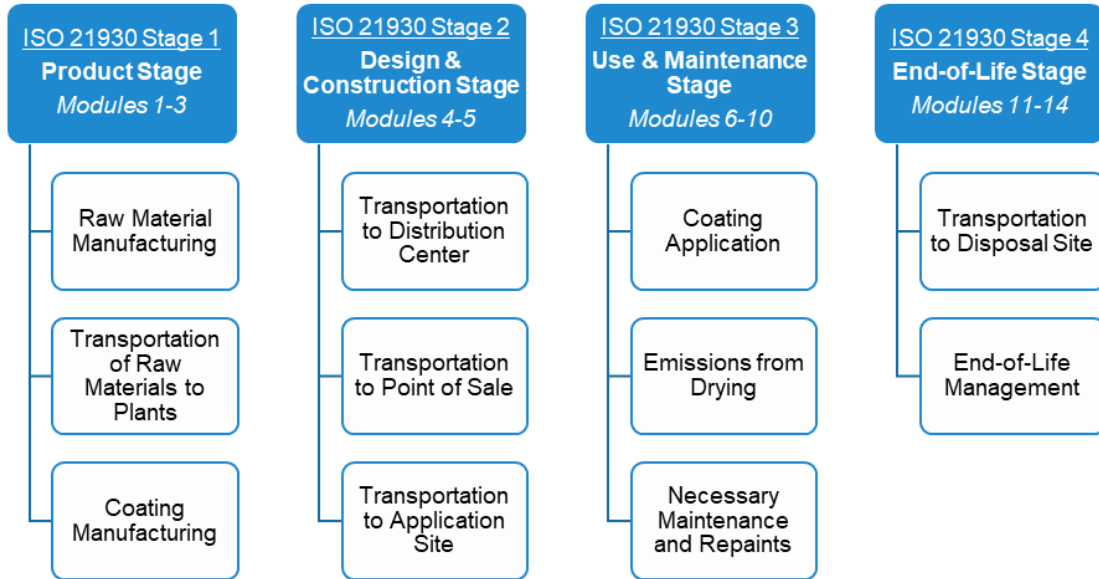 ISO 21930 Stage 1
Product Stage
Modules 1-3
Raw Material
Manufacturing
Transportation
of Raw
Materials to
Plants
Coating
Manufacturing
ISO 21930 Stage 2
Design &
Construction Stage
Modules 4-5
Transportation
to Distribution
Center
Transportation
to Point of Sale
Transportation
to Application
Site
ISO 21930 Stage 3
Use & Maintenance
Stage
Modules 6-10
Coating
Application
Emissions from
Drying
Necessary
Maintenance
and Repaints
ISO 21930 Stage 4
End-of-Life Stage
Modules 11-14
Transportation
to Disposal Site
End-of-Life
Management